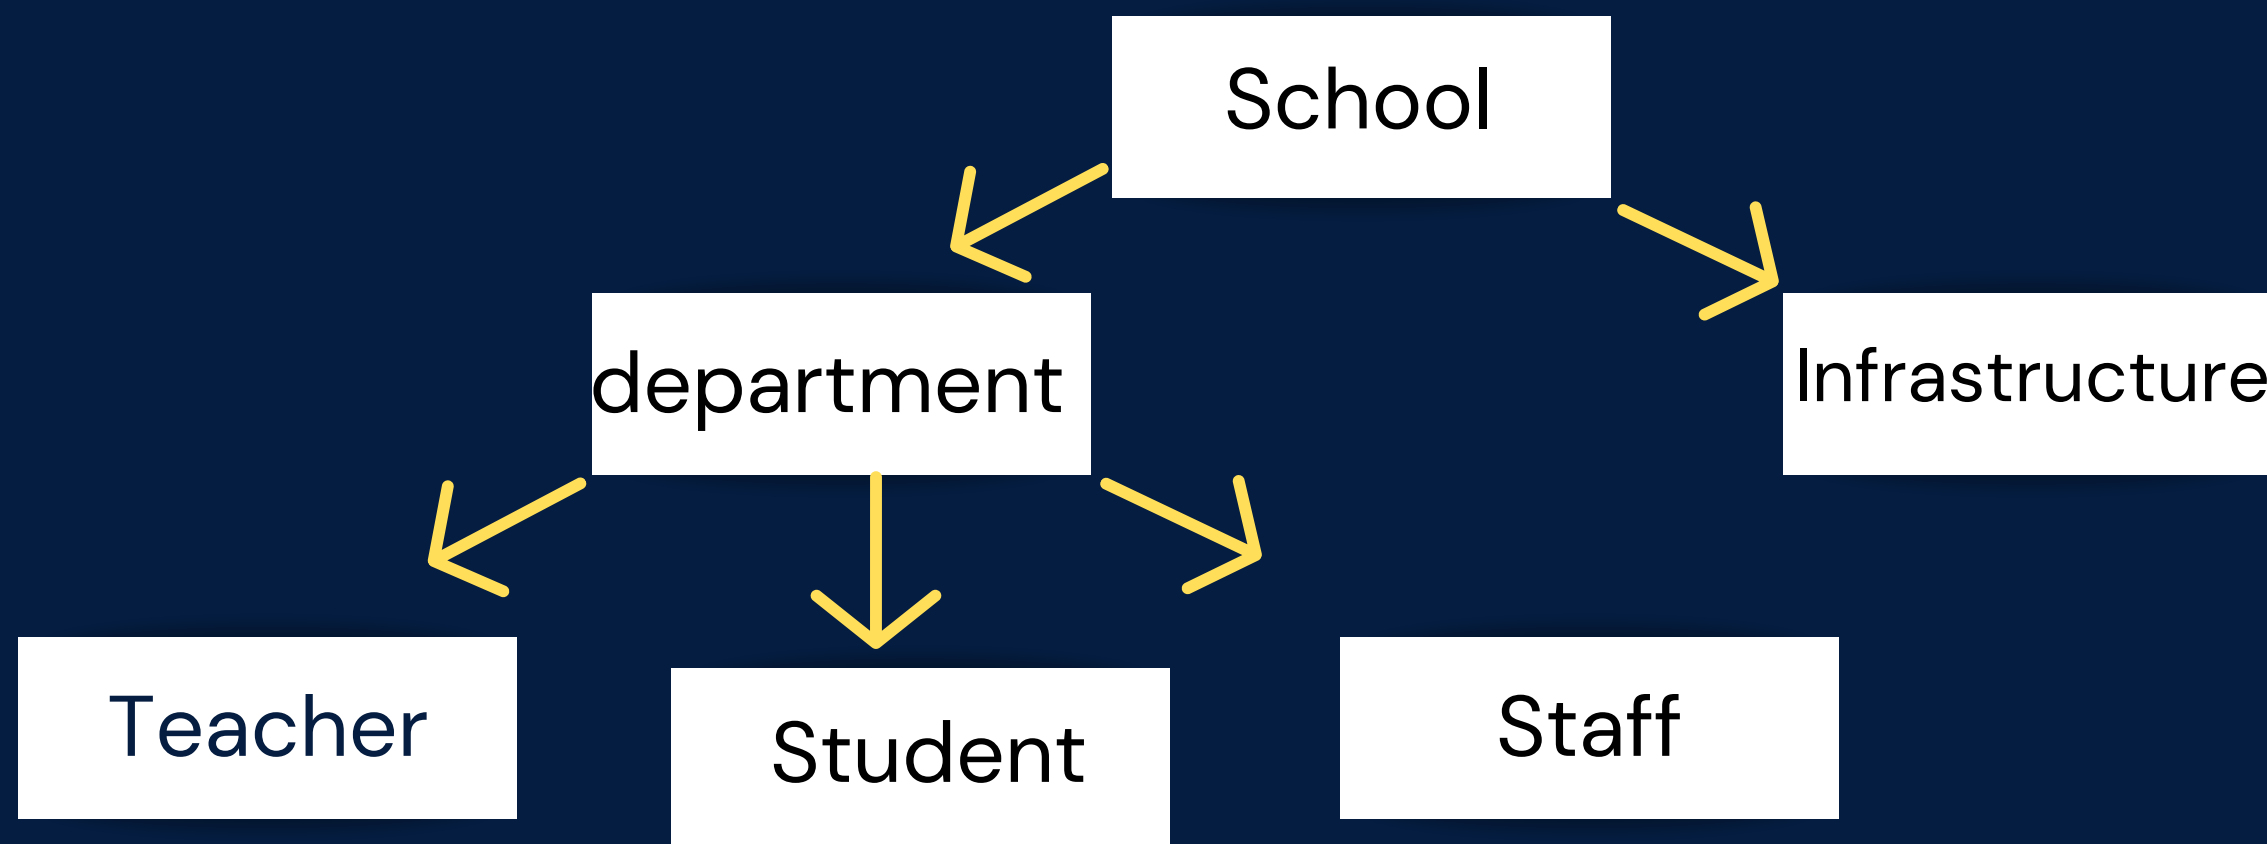 School
department
Infrastructure
Teacher
Student
Staff